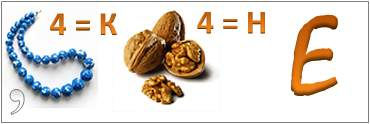 4 = К 4 = Н Е
,